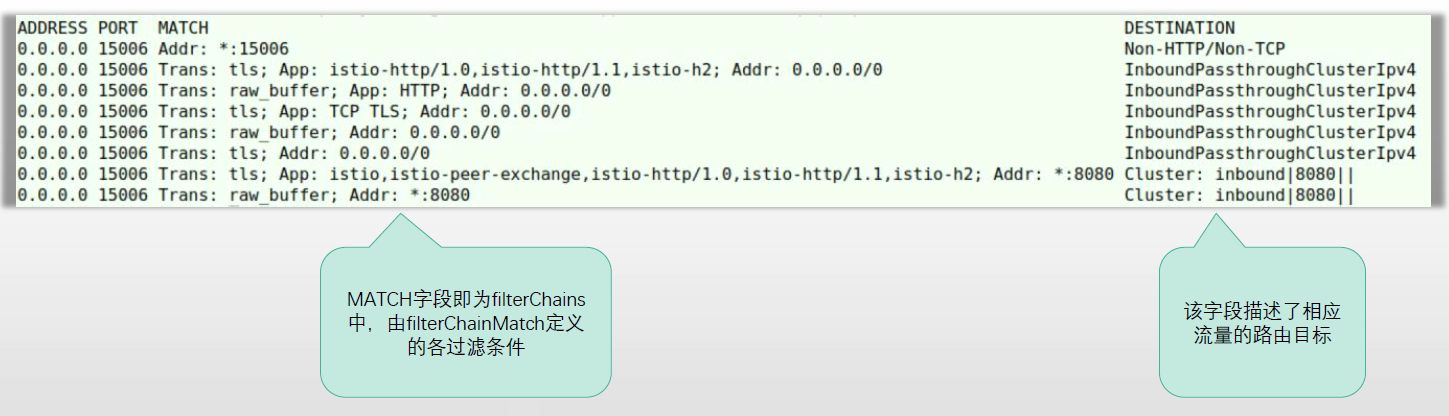 ADDRESS PORT MATCH DESTINATION
0.0.0.0 15006 Addr: *:15006 Non-HTTP/Non-TCP
0.0.0.0 15006 Trans: tls; App: istio-http/1.0,istio-http/1.1,istio-h2; Addr: 0.0.0.0/0 InboundPassthroughClusterIpv4
0.0.0.0 15006 Trans: raw_buffer; App: HTTP; Addr: 0.0.0.0/0 InboundPassthroughClusterIpv4
0.0.0.0 15006 Trans: tls; App: TCP TLS; Addr: 0.0.0.0/0 InboundPassthroughClusterIpv4
0.0.0.0 15006 Trans: raw_buffer; Addr: 0.0.0.0/0 InboundPassthroughClusterIpv4
0.0.0.0 15006 Trans: tls; Addr: 0.0.0.0/0 InboundPassthroughClusterIpv4
0.0.0.0 15006 Trans: tls; App: istio,istio-peer-exchange,istio-http/1.0,istio-http/1.1,istio-h2; Addr: *:8080 Cluster: inbound|8080||
0.0.0.0 15006 Trans: raw_buffer; Addr: *:8080 Cluster: inbound|8080||
MATCH字段即为filterChains
中，由filterChainMatch定义
的各过滤条件
该字段描述了相应
流量的路由目标